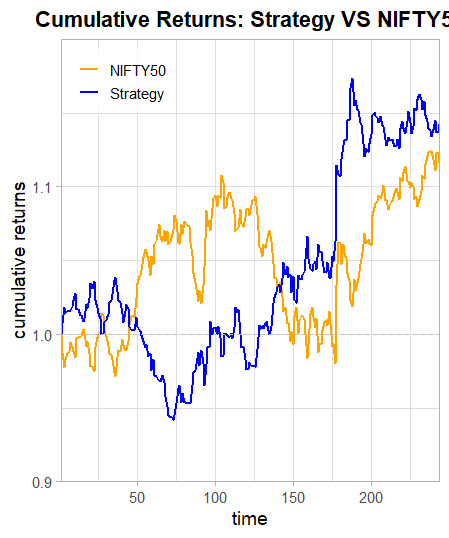 Cumulative Returns: Strategy VS NIFTY5
NIFTY50
Strategy
1.1
1.0
0.9
cumulative returns
50
100
150
200
time